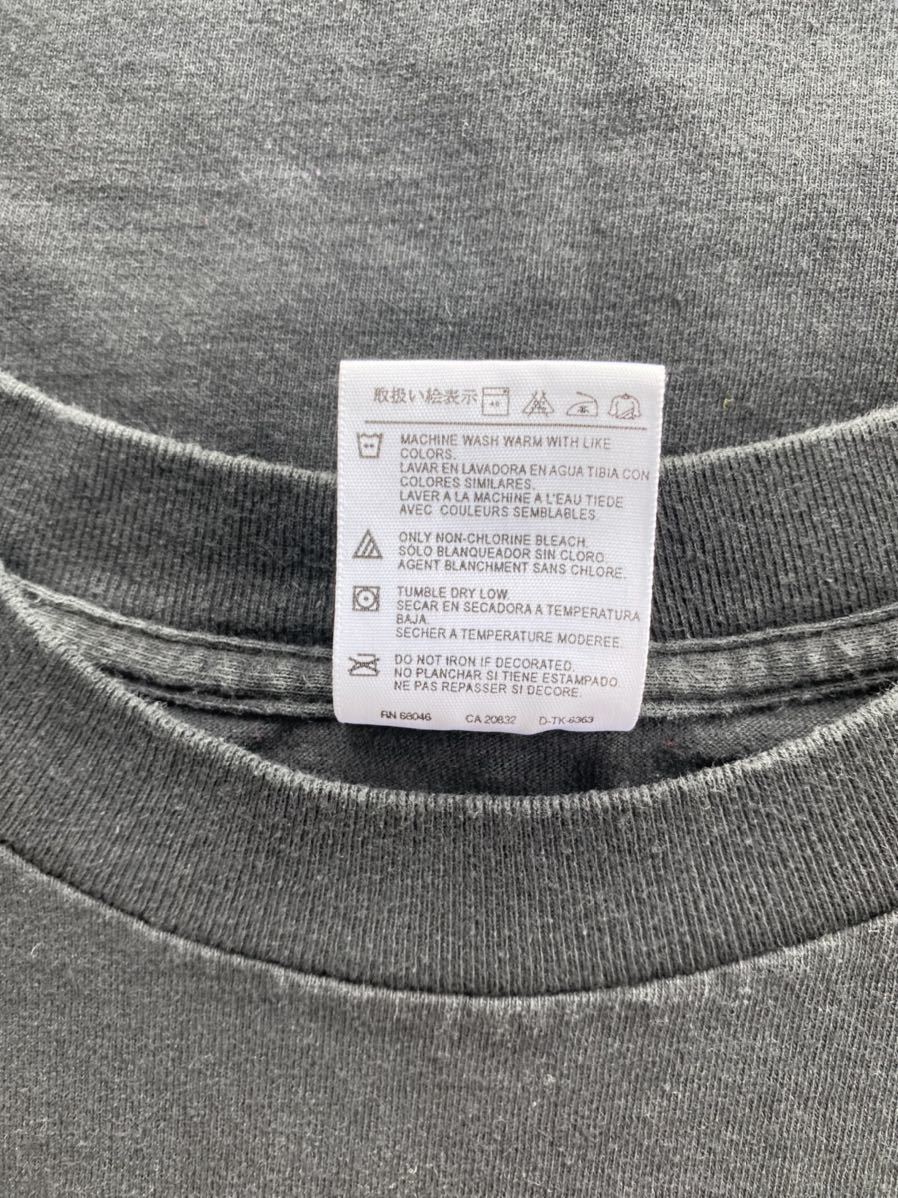 取扱い絵表示
MACHINE WASH WARM WITH LIKE
COLORS.
LAVAR EN LAVADORA EN AGUA TIBIA CON
COLORES SIMILARES.
LAVER A LA MACHINE A L'EAU TIEDE
AVEC COULEURS SEMBLABLES.
ONLY NON-CHLORINE BLEACH.
SÓLO BLANQUEADOR SIN CLORO.
AGENT BLANCHMENT SANS CHLORE.
TUMBLE DRY LOW.
SECAR EN SECADORA A TEMPERATURA
BAJA.
SECHER A TEMPERATURE MODEREE.
DO NOT IRON IF DECORATED.
NO PLANCHAR SI TIENE ESTAMPADO.
NE PAS REPASSER SI DECORE.
RN 68046 CA 20832 D-TK-6363